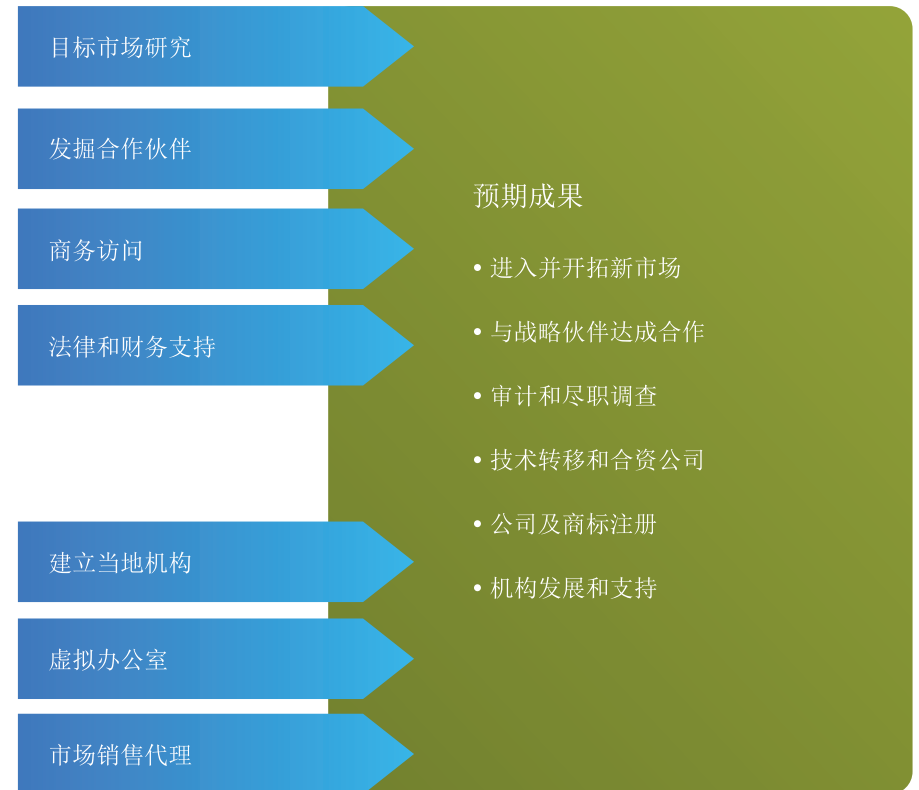 目标市场研究
发掘合作伙伴
商务访问
法律和财务支持
建立当地机构
虚拟办公室
市场销售代理
预期成果
• 进入并开拓新市场
• 与战略伙伴达成合作
• 审计和尽职调查
• 技术转移和合资公司
• 公司及商标注册
• 机构发展和支持